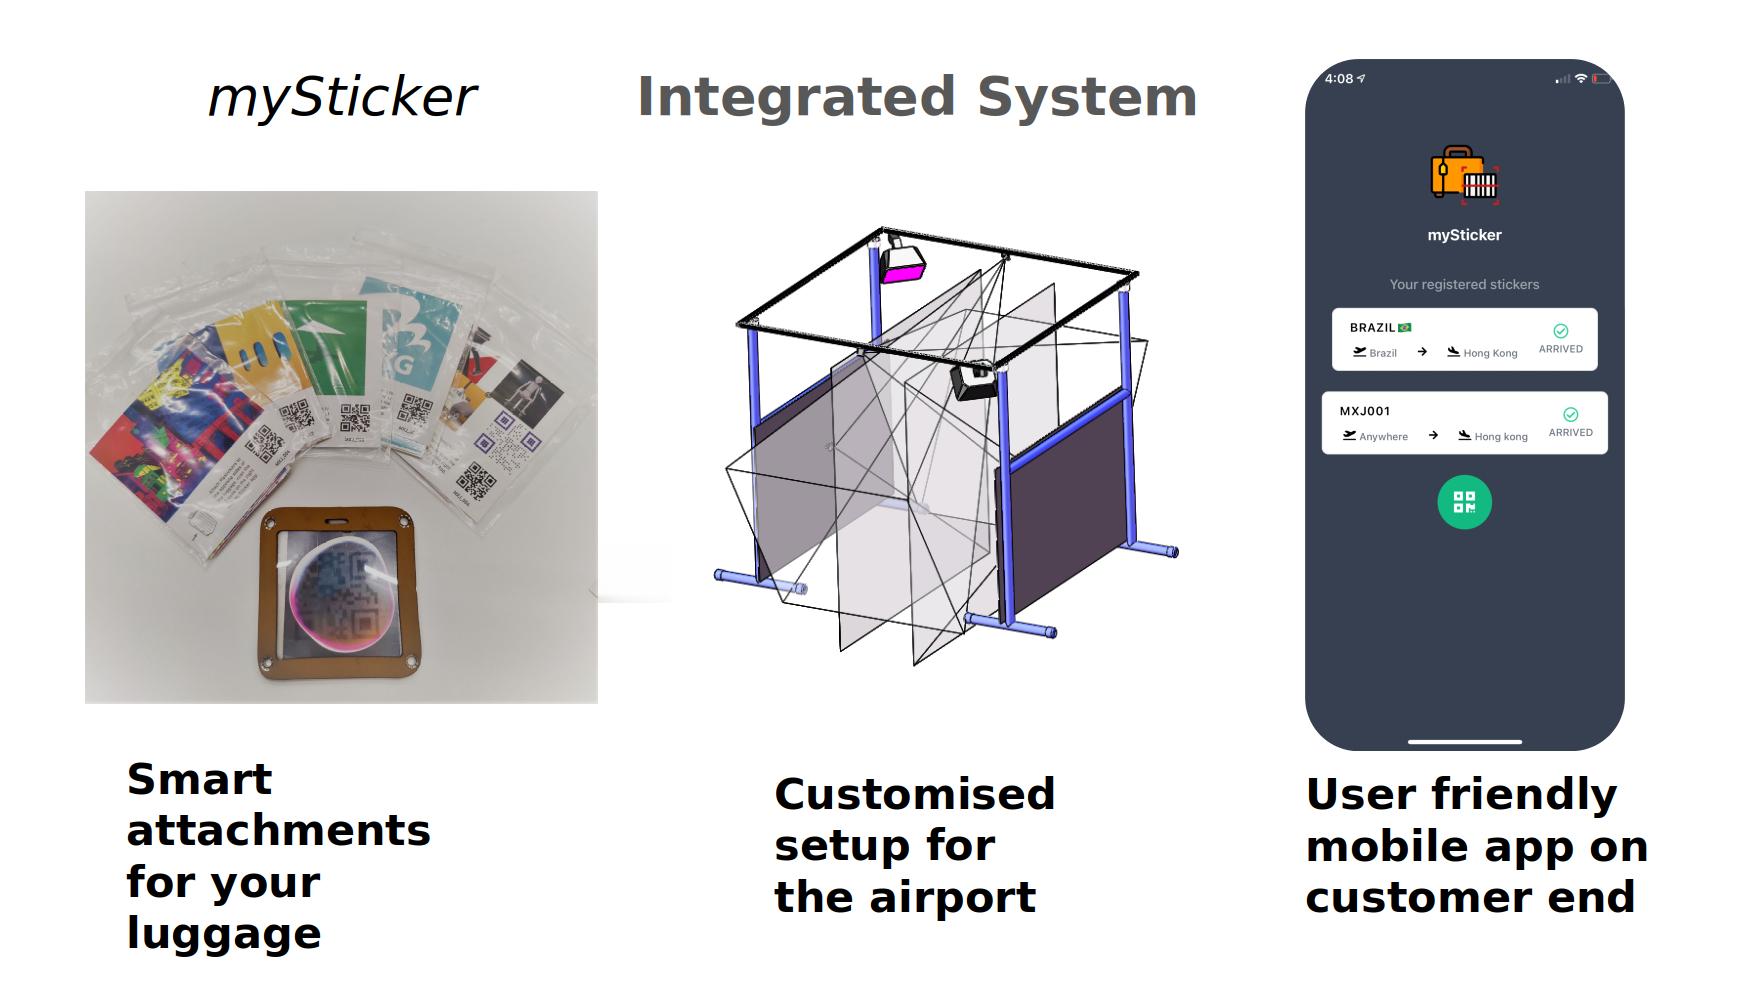 mySticker
Integrated System
4:08
mySticker
Your registered stickers
BRAZIL🇧🇷
Brazil → Hong Kong
ARRIVED
MXJ001
Anywhere → Hong kong
ARRIVED
Smart
attachments
for your
luggage
Customised
setup for
the airport
User friendly
mobile app on
customer end